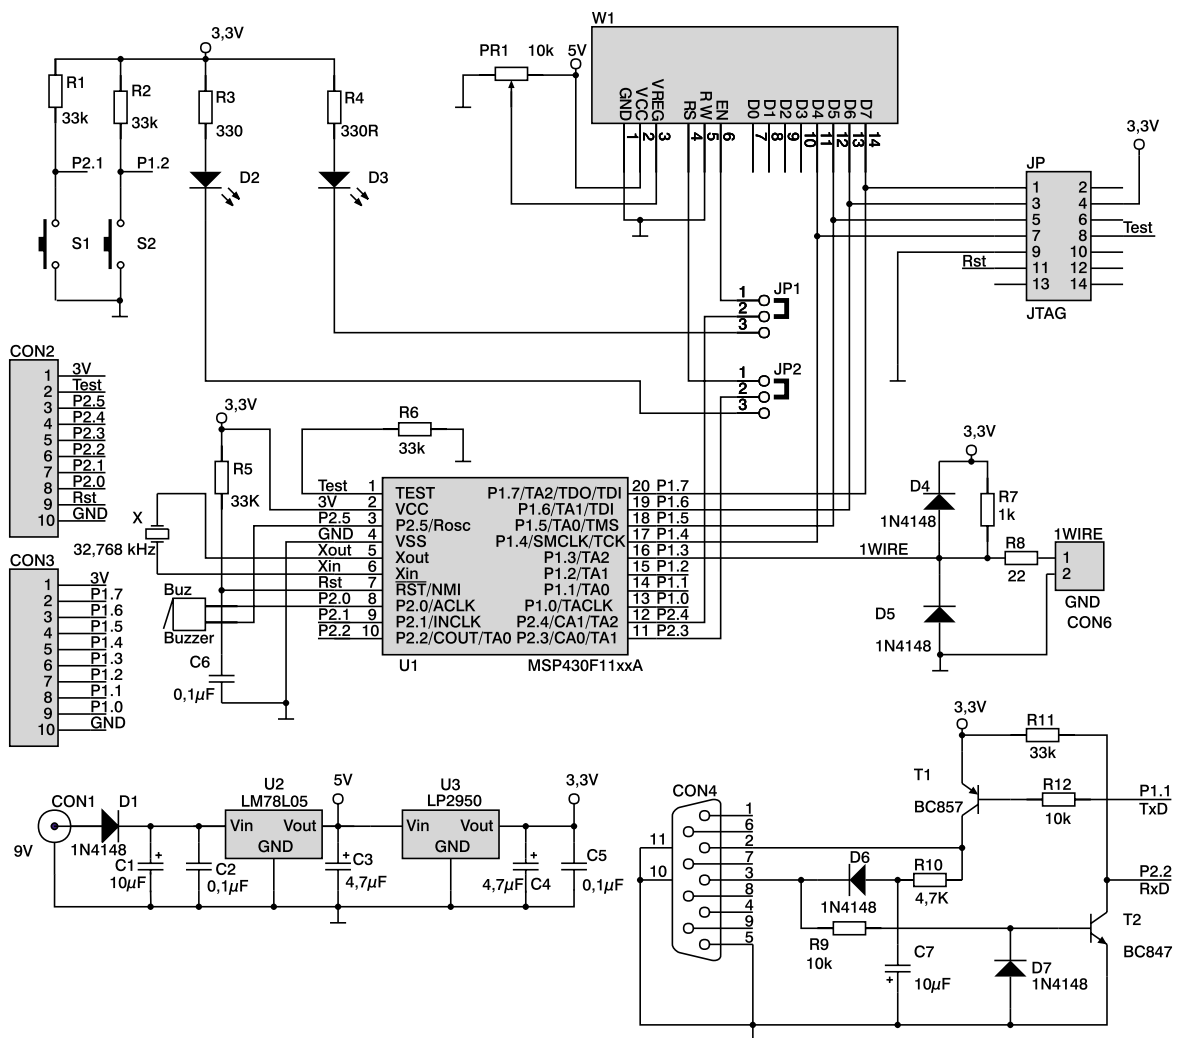 3,3V
R1
33k
R2
33k
R3
330
R4
330R
P2.1
P1.2
D2
D3
S1
S2
W1
PR1 10k 5V
GND VCC VREG RS RW EN D0 D1 D2 D3 D4 D5 D6 D7
1 2 3 4 5 6 7 8 9 10 11 12 13 14
3,3V
JP
1 2
3 4
5 6
7 8 Test
9 10
Rst 11 12
13 14
JTAG
1 JP1
2
3
1 JP2
2
3
CON2
1 3V
2 Test
3 P2.5
4 P2.4
5 P2.3
6 P2.2
7 P2.1
8 P2.0
9 Rst
10 GND
CON3
1 3V
2 P1.7
3 P1.6
4 P1.5
5 P1.4
6 P1.3
7 P1.2
8 P1.1
9 P1.0
10 GND
3,3V
R5
33K
R6
33k
X
32,768 kHz
Buz
Buzzer
C6
0,1µF
Test 1 TEST P1.7/TA2/TDO/TDI 20 P1.7
3V 2 VCC P1.6/TA1/TDI 19 P1.6
P2.5 3 P2.5/Rosc P1.5/TA0/TMS 18 P1.5
GND 4 VSS P1.4/SMCLK/TCK 17 P1.4
Xout 5 Xout P1.3/TA2 16 P1.3
Xin 6 Xin P1.2/TA1 15 P1.2
Rst 7 RST/NMI P1.1/TA0 14 P1.1
P2.0 8 P2.0/ACLK P1.0/TACLK 13 P1.0
P2.1 9 P2.1/INCLK P2.4/CA1/TA2 12 P2.4
P2.2 10 P2.2/COUT/TA0 P2.3/CA0/TA1 11 P2.3
U1 MSP430F11xxA
3,3V
D4
1N4148
R7
1k
1WIRE
R8
22
1WIRE
1
2
GND
CON6
D5
1N4148
CON1
9V
D1
1N4148
C1
10µF
C2
0,1µF
U2
LM78L05
Vin Vout
GND
5V
C3
4,7µF
U3
LP2950
Vin Vout
GND
3,3V
4,7µF C4
C5
0,1µF
CON4
11
10
1
6
2
7
3
8
4
9
5
3,3V
R11
33k
T1
BC857
R12
10k
P1.1
TxD
D6
1N4148
R10
4,7K
P2.2
RxD
R9
10k
C7
10µF
D7
1N4148
T2
BC847